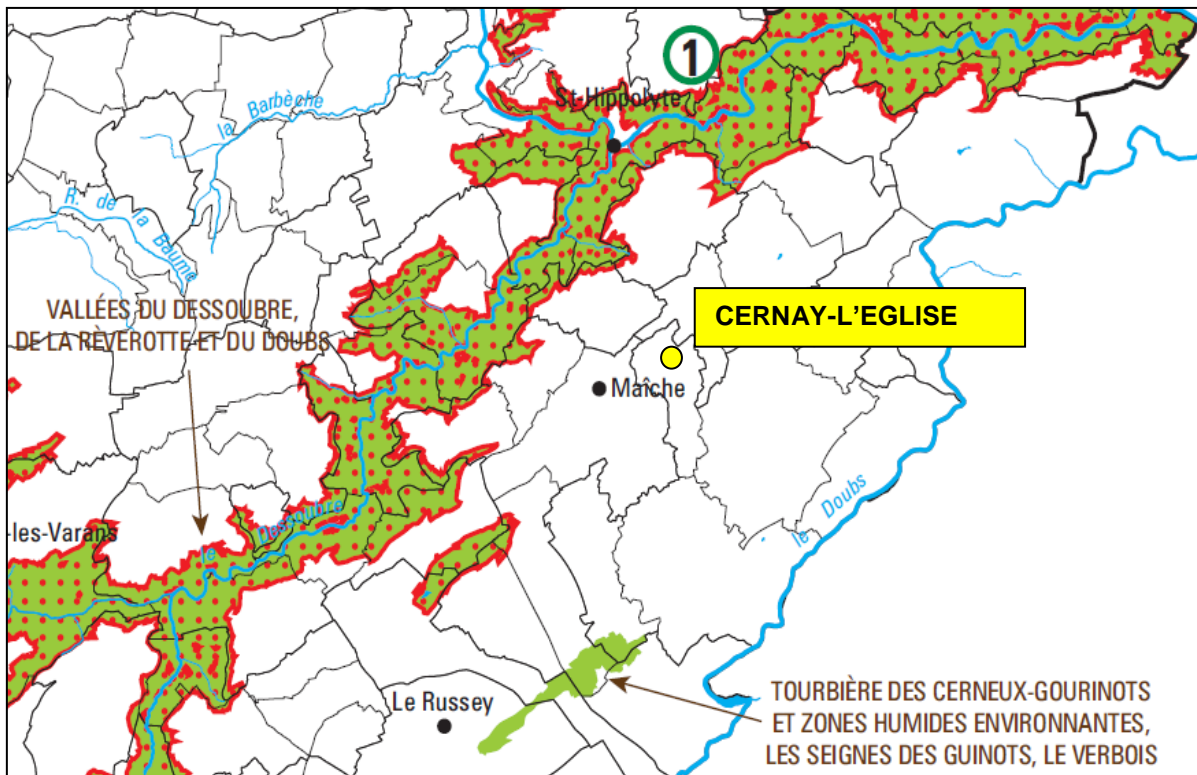 1
St-Hippolyte
la Barbèche
R. de la Baume
VALLÉES DU DESSOUBRE,
DE LA RÉVEROTTE ET DU DOUBS
CERNAY-L'EGLISE
Maîche
le Doubs
le Dessoubre
-les-Varans
Le Russey
TOURBIÈRE DES CERNEUX-GOURINOTS
ET ZONES HUMIDES ENVIRONNANTES,
LES SEIGNES DES GUINOTS, LE VERBOIS